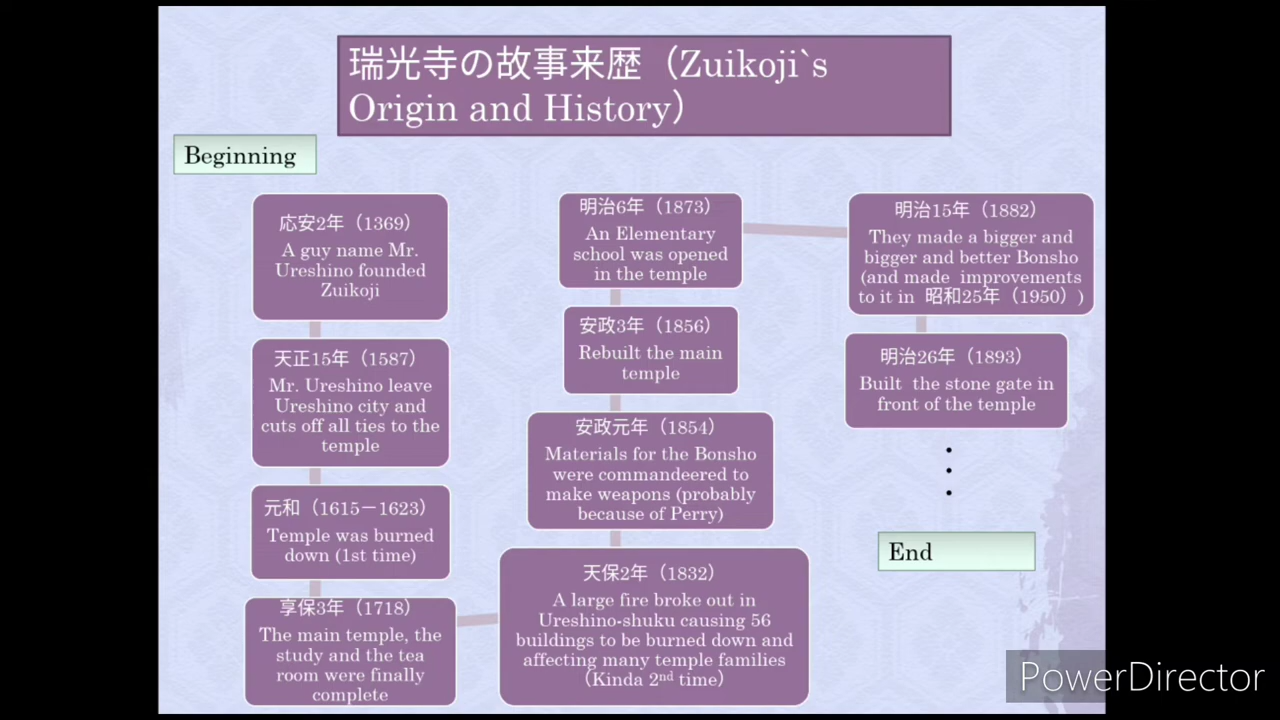 瑞光寺の故事来歴（Zuikoji`s
Origin and History）
Beginning
応安2年（1369）
A guy name Mr.
Ureshino founded
Zuikoji
天正15年（1587）
Mr. Ureshino leave
Ureshino city and
cuts off all ties to the
temple
元和（1615－1623）
Temple was burned
down (1st time)
享保3年（1718）
The main temple, the
study and the tea
room were finally
complete
天保2年（1832）
A large fire broke out in
Ureshino-shuku causing 56
buildings to be burned down and
affecting many temple families
（Kinda 2nd time）
安政元年（1854）
Materials for the Bonsho
were commandeered to
make weapons (probably
because of Perry)
安政3年（1856）
Rebuilt the main
temple
明治6年（1873）
An Elementary
school was opened
in the temple
明治15年（1882）
They made a bigger and
bigger and better Bonsho
(and made improvements
to it in 昭和25年（1950）)
明治26年（1893）
Built the stone gate in
front of the temple
End
PowerDirector